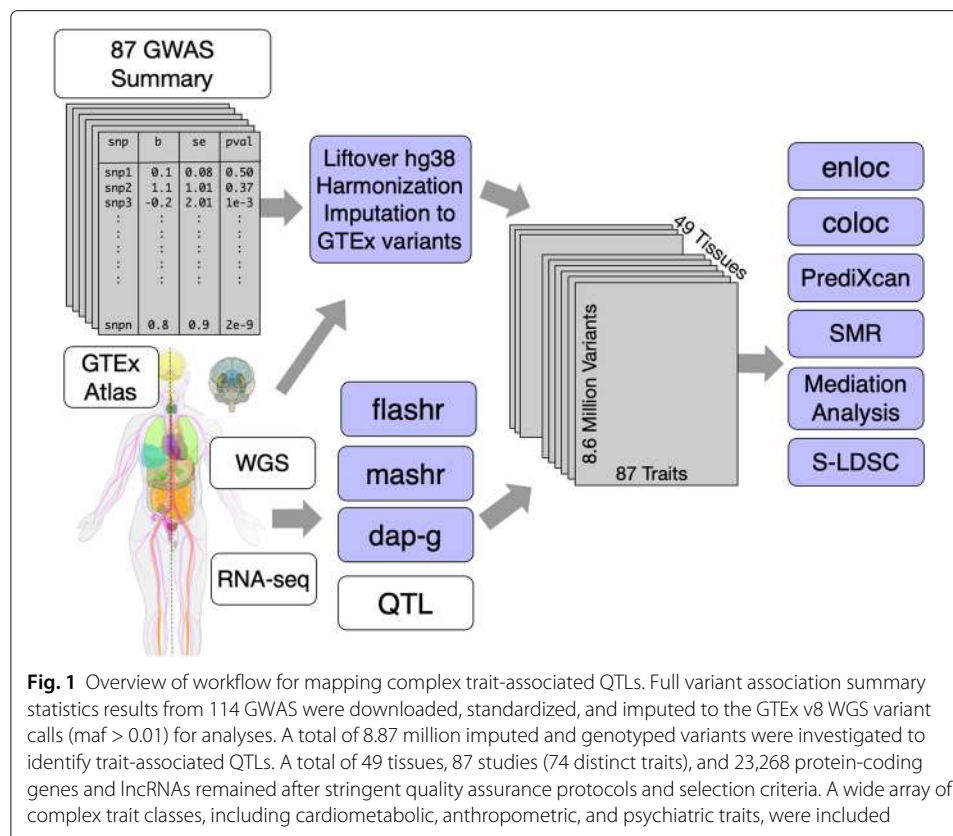 87 GWAS
Summary
snp b se pval
snp1 0.1 0.08 0.50
snp2 1.1 1.01 0.37
snp3 -0.2 2.01 1e-3
: : : :
: : : :
: : : :
: : : :
: : : :
: : : :
snpn 0.8 0.9 2e-9
Liftover hg38
Harmonization
Imputation to
GTEx variants
GTEx
Atlas
WGS
RNA-seq
flashr
mashr
dap-g
QTL
49 Tissues
8.6 Million Variants
87 Traits
enloc
coloc
PrediXcan
SMR
Mediation
Analysis
S-LDSC
Fig. 1 Overview of workflow for mapping complex trait-associated QTLs. Full variant association summary
statistics results from 114 GWAS were downloaded, standardized, and imputed to the GTEx v8 WGS variant
calls (maf > 0.01) for analyses. A total of 8.87 million imputed and genotyped variants were investigated to
identify trait-associated QTLs. A total of 49 tissues, 87 studies (74 distinct traits), and 23,268 protein-coding
genes and lncRNAs remained after stringent quality assurance protocols and selection criteria. A wide array of
complex trait classes, including cardiometabolic, anthropometric, and psychiatric traits, were included